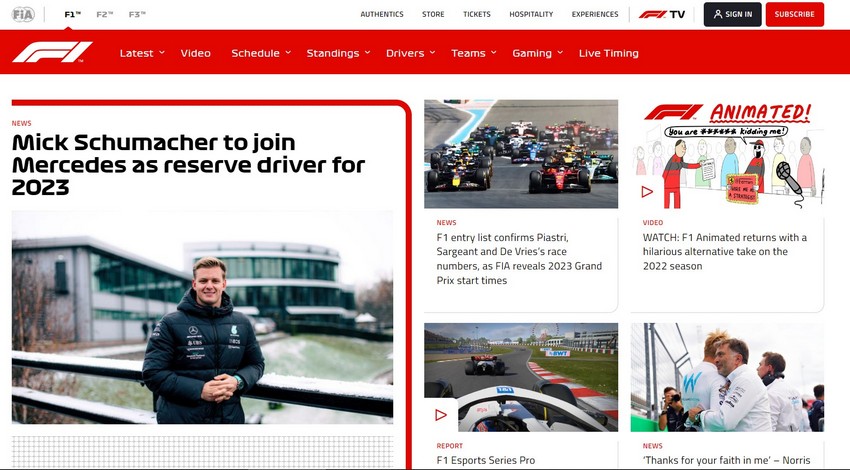 FIA
F1™ F2™ F3™
AUTHENTICS STORE TICKETS HOSPITALITY EXPERIENCES F1 TV SIGN IN SUBSCRIBE
F1
Latest Video Schedule Standings Drivers Teams Gaming Live Timing
NEWS
Mick Schumacher to join
Mercedes as reserve driver for
2023
NEWS
F1 entry list confirms Piastri,
Sargeant and De Vries's race
numbers, as FIA reveals 2023 Grand
Prix start times
F1 ANIMATED!
You are ****** kidding me!
VIDEO
WATCH: F1 Animated returns with a
hilarious alternative take on the
2022 season
RWT
REPORT
F1 Esports Series Pro
NEWS
‘Thanks for your faith in me’ – Norris